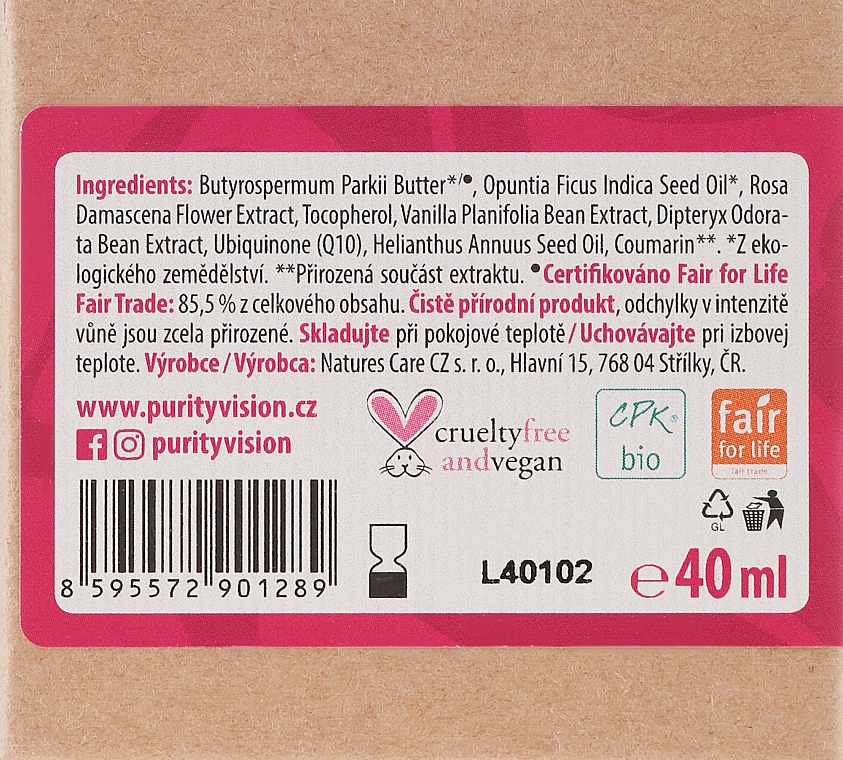 Ingredients: Butyrospermum Parkii Butter*/●, Opuntia Ficus Indica Seed Oil*, Rosa
Damascena Flower Extract, Tocopherol, Vanilla Planifolia Bean Extract, Dipteryx Odora-
ta Bean Extract, Ubiquinone (Q10), Helianthus Annuus Seed Oil, Coumarin**. *Z eko-
logického zemědělství. **Přirozená součást extraktu. ●Certifikováno Fair for Life
Fair Trade: 85,5 % z celkového obsahu. Čistě přírodní produkt, odchylky v intenzitě
vůně jsou zcela přirozené. Skladujte při pokojové teplotě / Uchovávajte pri izbovej
teplote. Výrobce / Výrobca: Natures Care CZ s. r. o., Hlavní 15, 768 04 Střílky, ČR.
www.purityvision.cz
purityvision
crueltyfree
andvegan
CPK®
bio
fair
for life
fair trade
GL
8 595572 901289
L40102
℮40 ml